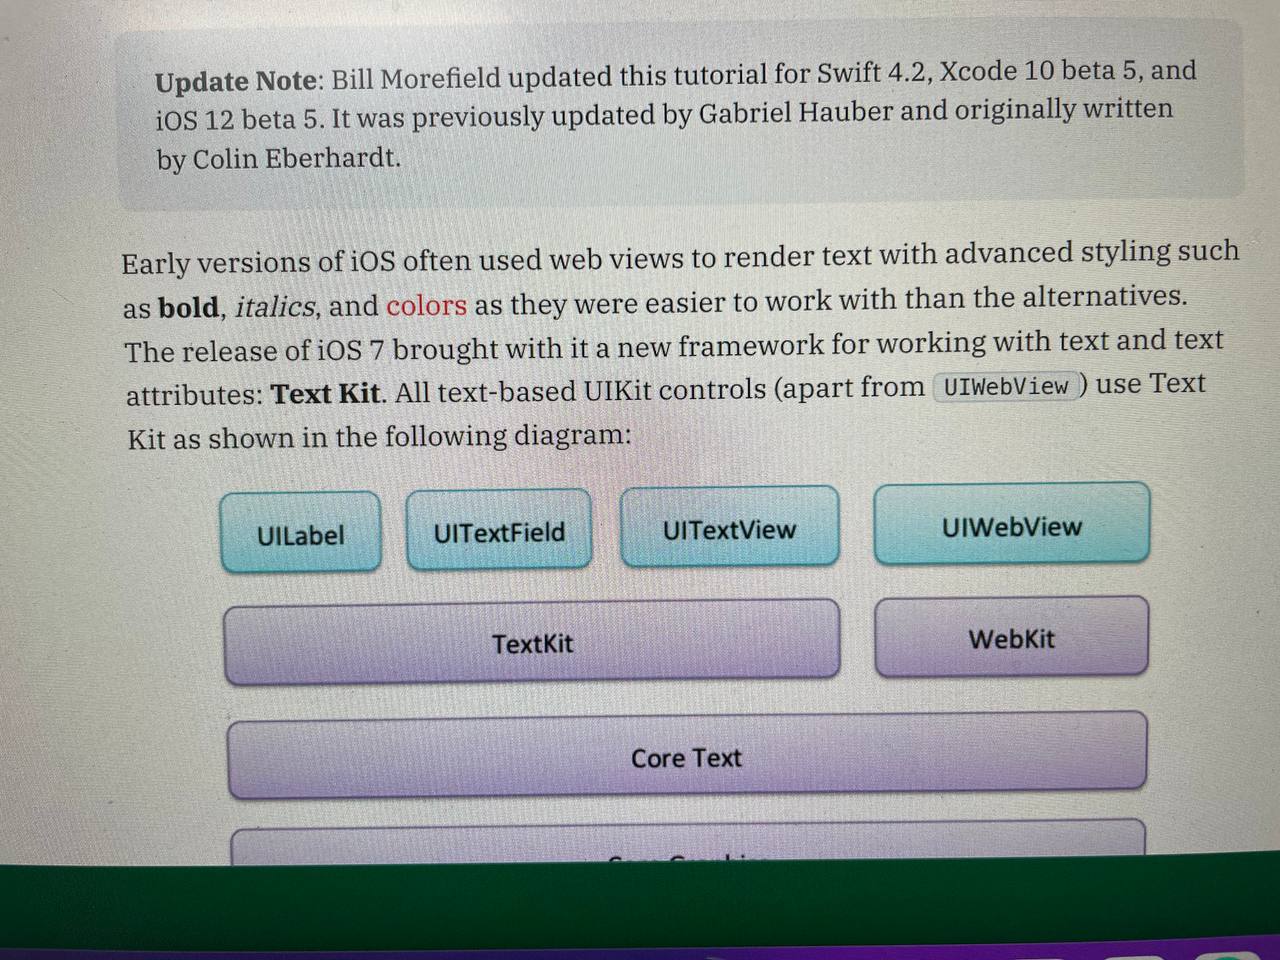 Update Note: Bill Morefield updated this tutorial for Swift 4.2, Xcode 10 beta 5, and
iOS 12 beta 5. It was previously updated by Gabriel Hauber and originally written
by Colin Eberhardt.
Early versions of iOS often used web views to render text with advanced styling such
as bold, italics, and colors as they were easier to work with than the alternatives.
The release of iOS 7 brought with it a new framework for working with text and text
attributes: Text Kit. All text-based UIKit controls (apart from UIWebView ) use Text
Kit as shown in the following diagram:
UILabel UITextField UITextView UIWebView
TextKit WebKit
Core Text